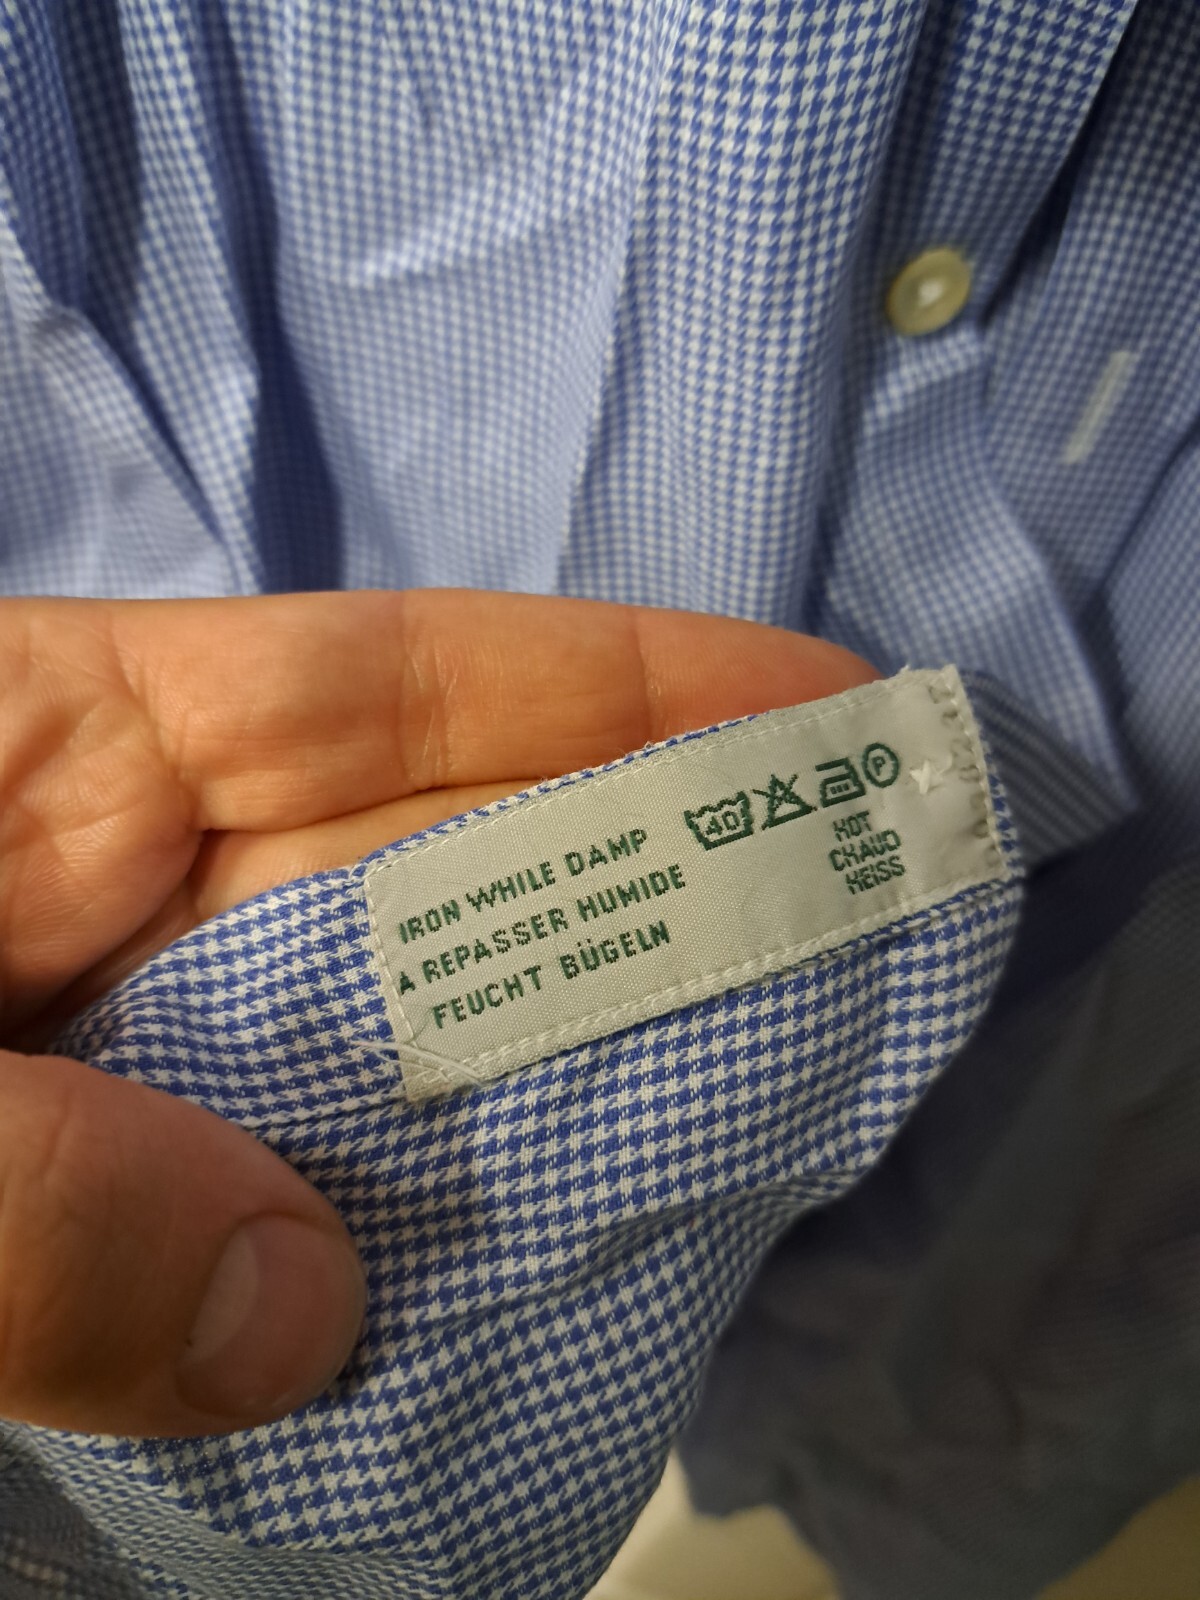 IRON WHILE DAMP
A REPASSER HUMIDE
FEUCHT BÜGELN
40
P
HOT
CHAUD
HEISS